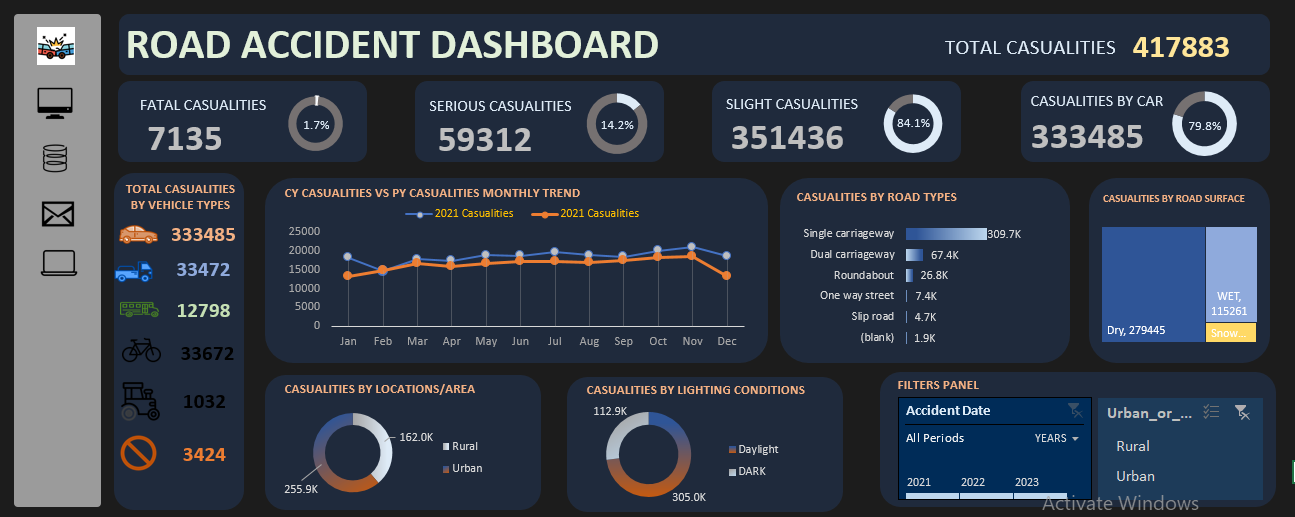 ROAD ACCIDENT DASHBOARD
TOTAL CASUALITIES 417883
FATAL CASUALITIES
7135
1.7%
SERIOUS CASUALITIES
59312
14.2%
SLIGHT CASUALITIES
351436
84.1%
CASUALITIES BY CAR
333485
79.8%
TOTAL CASUALITIES
BY VEHICLE TYPES
333485
33472
12798
33672
1032
3424
CY CASUALITIES VS PY CASUALITIES MONTHLY TREND
2021 Casualities 2021 Casualities
25000
20000
15000
10000
5000
0
Jan Feb Mar Apr May Jun Jul Aug Sep Oct Nov Dec
CASUALITIES BY ROAD TYPES
Single carriageway 309.7K
Dual carriageway 67.4K
Roundabout 26.8K
One way street 7.4K
Slip road 4.7K
(blank) 1.9K
CASUALITIES BY ROAD SURFACE
Dry, 279445
WET,
115261
Snow...
CASUALITIES BY LOCATIONS/AREA
162.0K
255.9K
Rural
Urban
CASUALITIES BY LIGHTING CONDITIONS
112.9K
305.0K
Daylight
DARK
FILTERS PANEL
Accident Date
All Periods YEARS
2021 2022 2023
Urban_or_...
Rural
Urban
Activate Windows